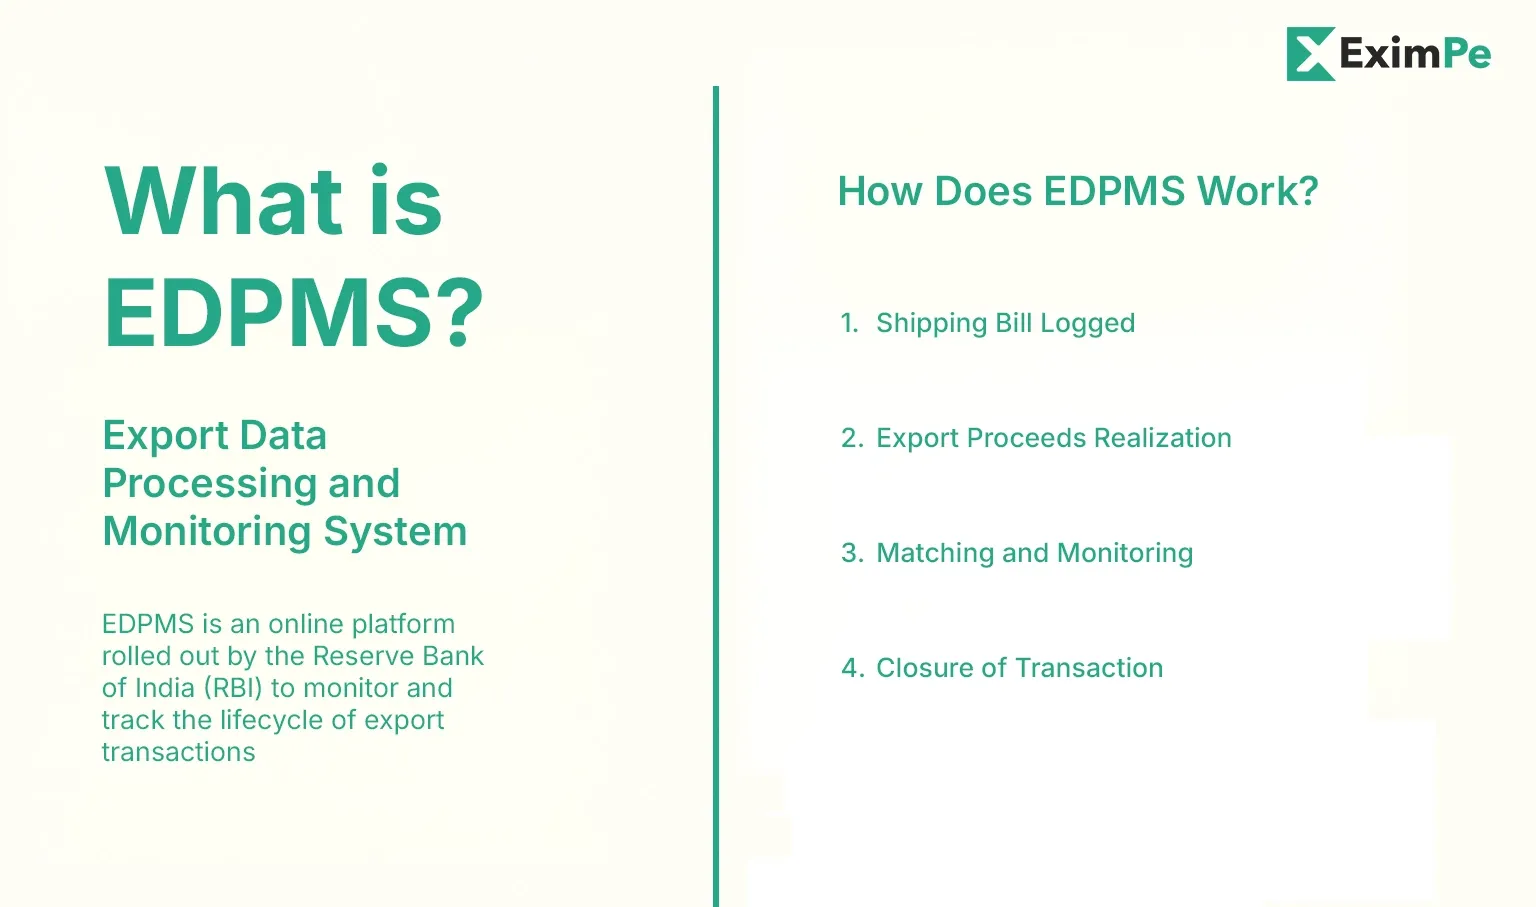 EximPe
What is
EDPMS?
Export Data
Processing and
Monitoring System
EDPMS is an online platform
rolled out by the Reserve Bank
of India (RBI) to monitor and
track the lifecycle of export
transactions
How Does EDPMS Work?
1. Shipping Bill Logged
2. Export Proceeds Realization
3. Matching and Monitoring
4. Closure of Transaction